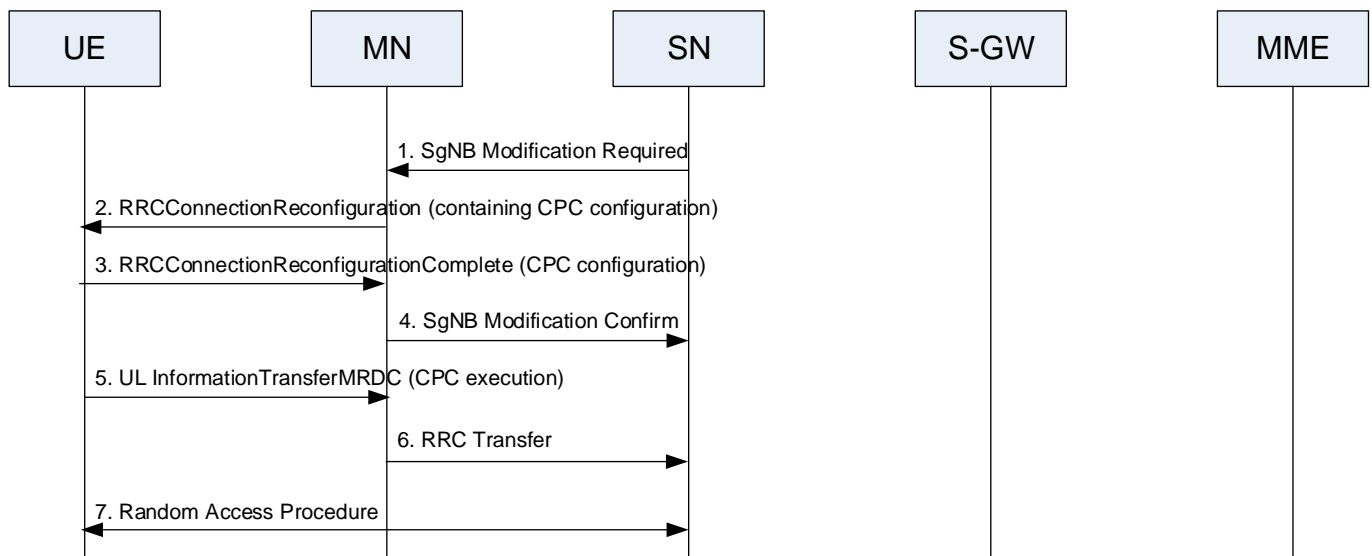 UE
MN
SN
S-GW
MME
1. SgNB Modification Required
2. RRCConnectionReconfiguration (containing CPC configuration)
3. RRCConnectionReconfigurationComplete (CPC configuration)
4. SgNB Modification Confirm
5. UL InformationTransferMRDC (CPC execution)
6. RRC Transfer
7. Random Access Procedure